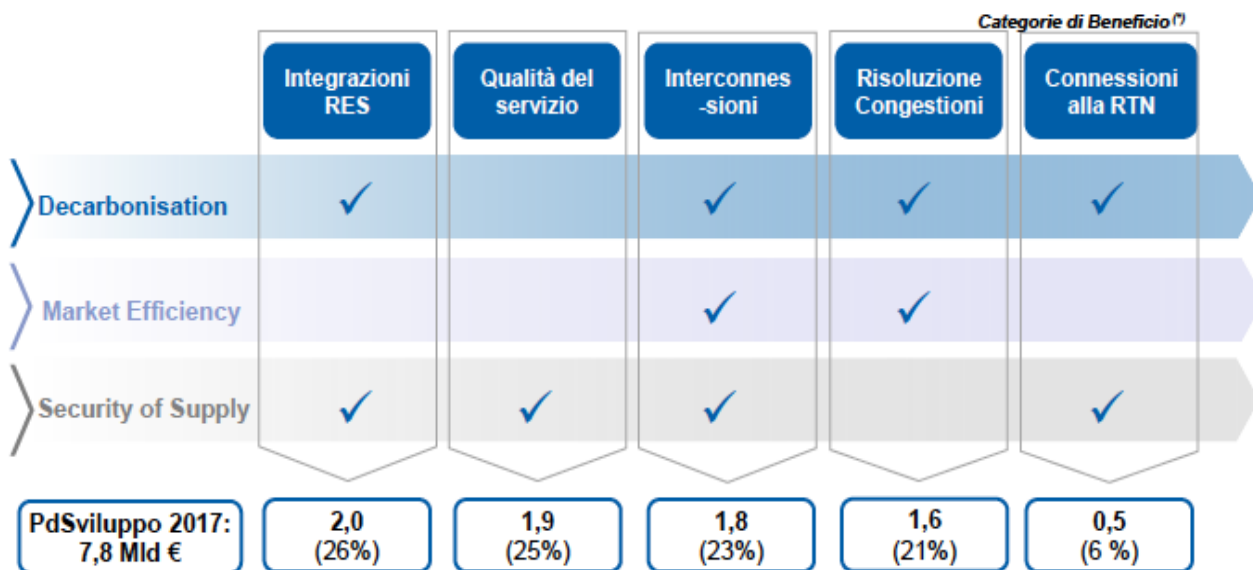 Categorie di Beneficio(*)
Integrazioni
RES
Qualità del
servizio
Interconnes
-sioni
Risoluzione
Congestioni
Connessioni
alla RTN
Decarbonisation
Market Efficiency
Security of Supply
PdSviluppo 2017:
7,8 Mld €
2,0
(26%)
1,9
(25%)
1,8
(23%)
1,6
(21%)
0,5
(6 %)